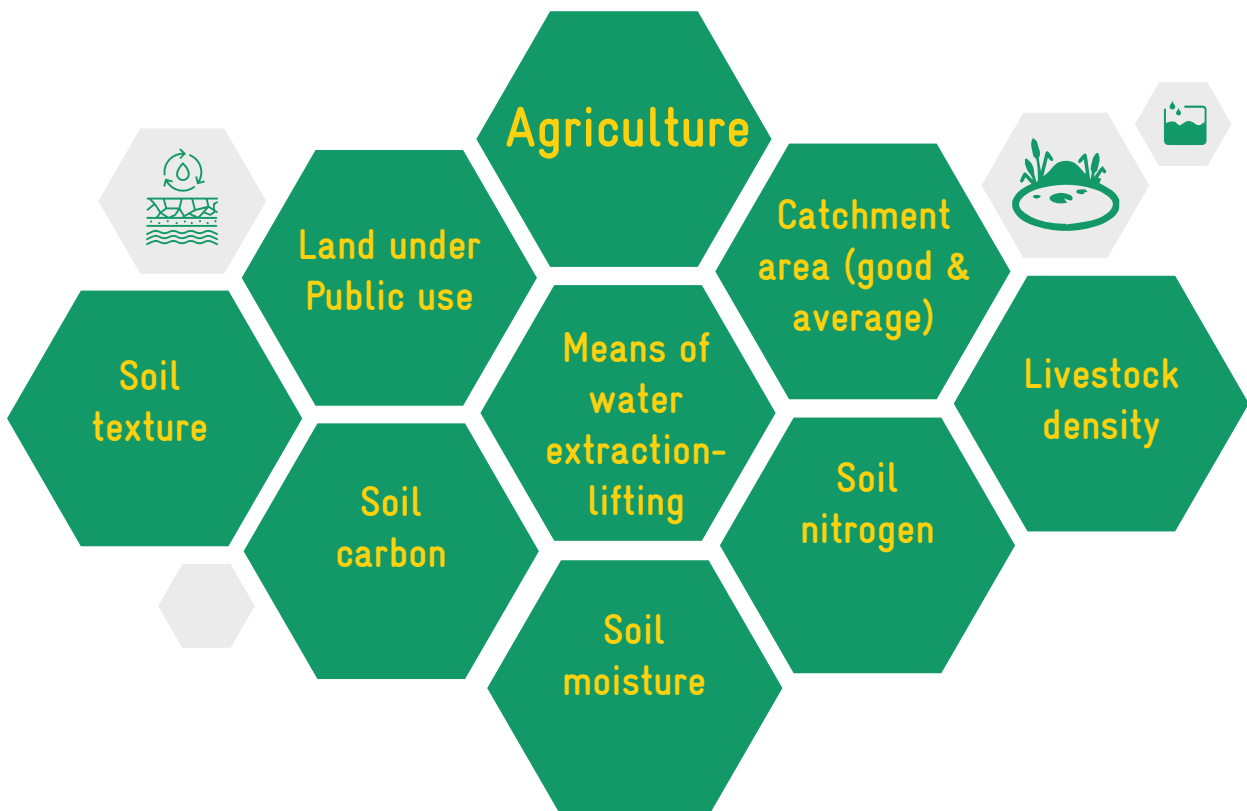 Agriculture
Land under
Public use
Catchment
area (good &
average)
Soil
texture
Means of
water
extraction-
lifting
Livestock
density
Soil
carbon
Soil
nitrogen
Soil
moisture